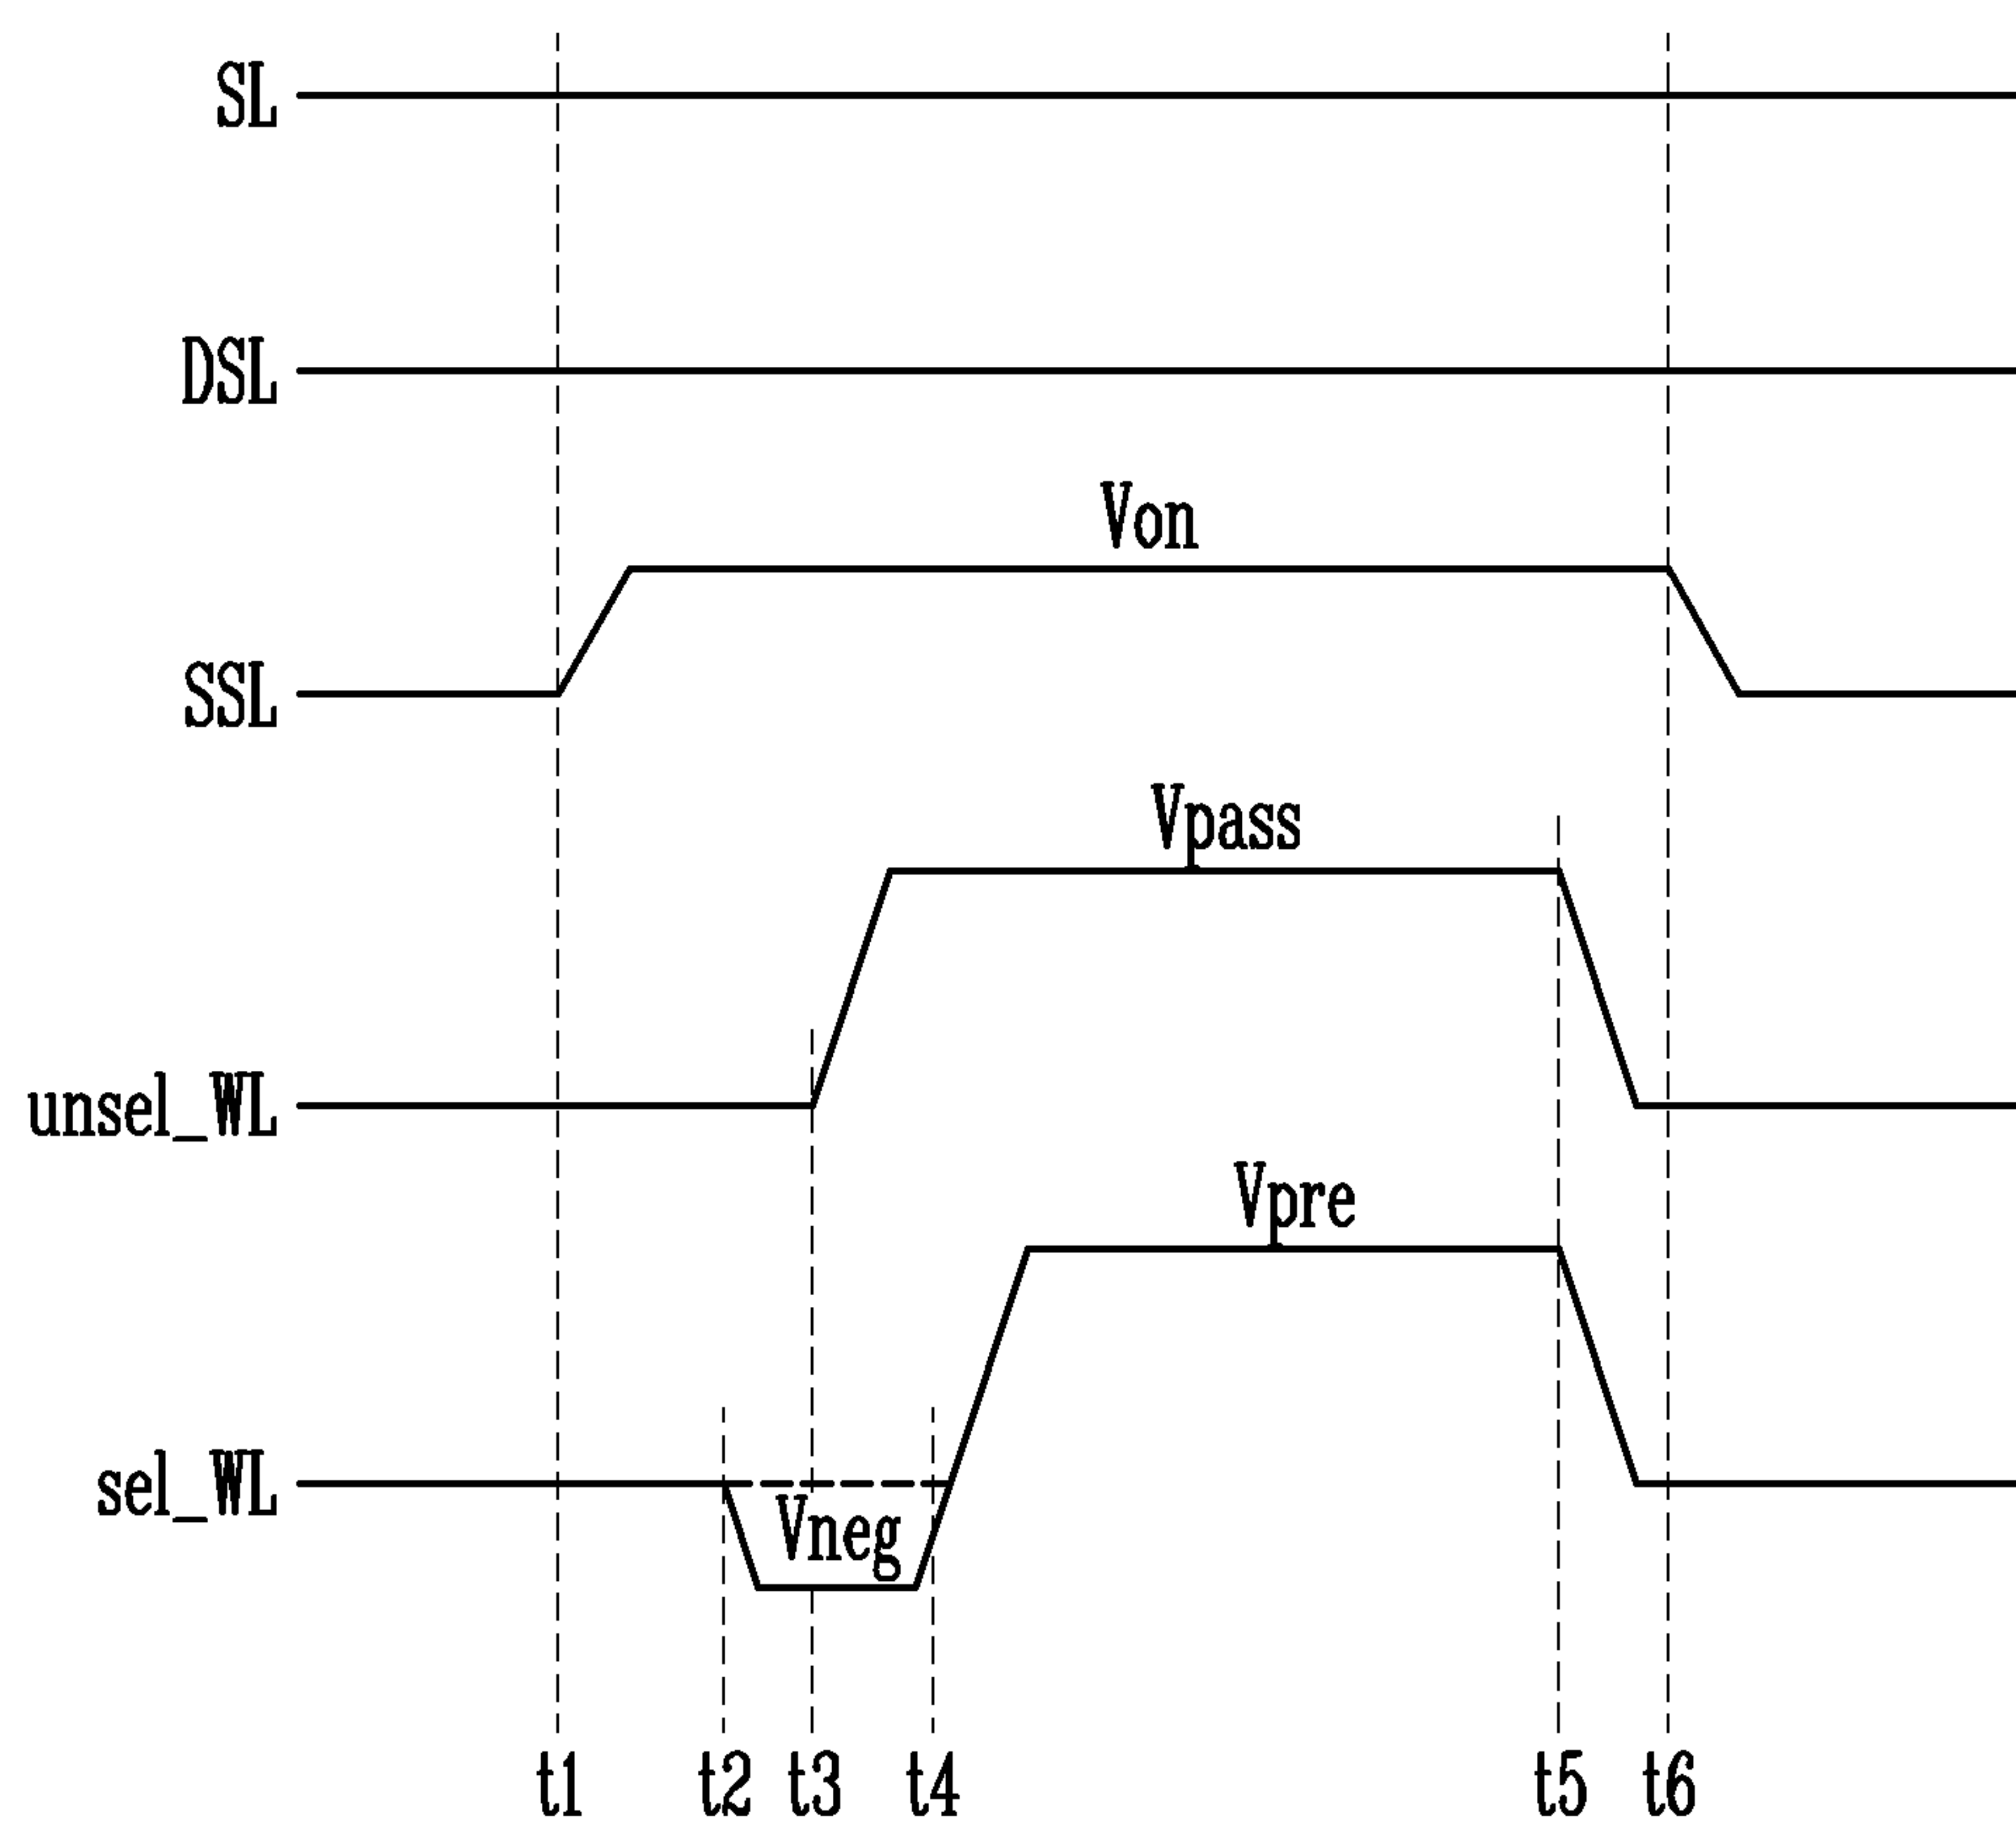 SL
DSL
Von
SSL
Vpass
unsel_WL
Vpre
sel_WL
Vneg
t1 t2 t3 t4 t5 t6